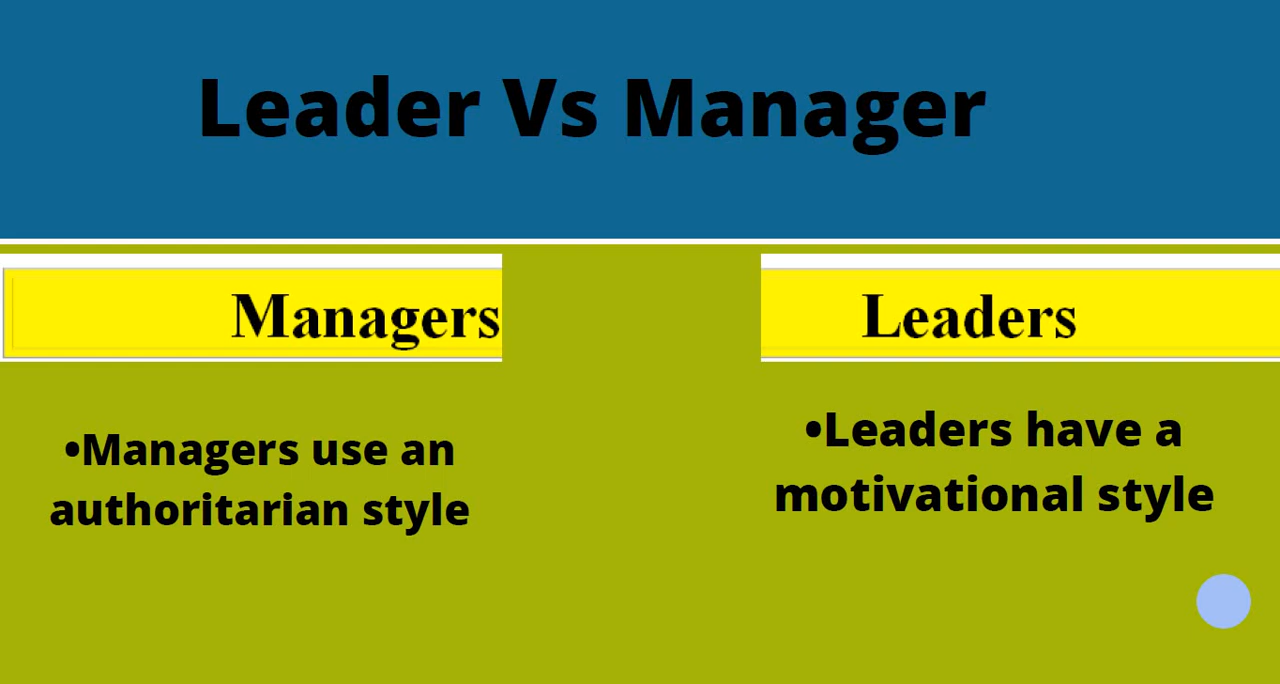 Leader Vs Manager
Managers
Leaders
•Managers use an
authoritarian style
•Leaders have a
motivational style